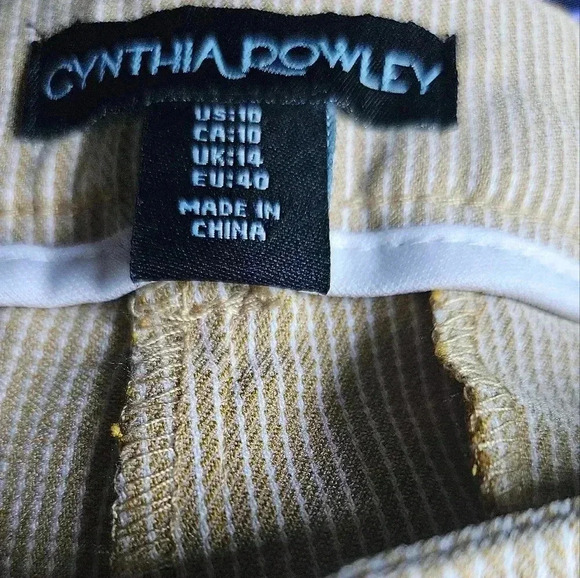 CYNTHIA ROWLEY
US:10
CA:10
UK:14
EU:40
MADE IN
CHINA